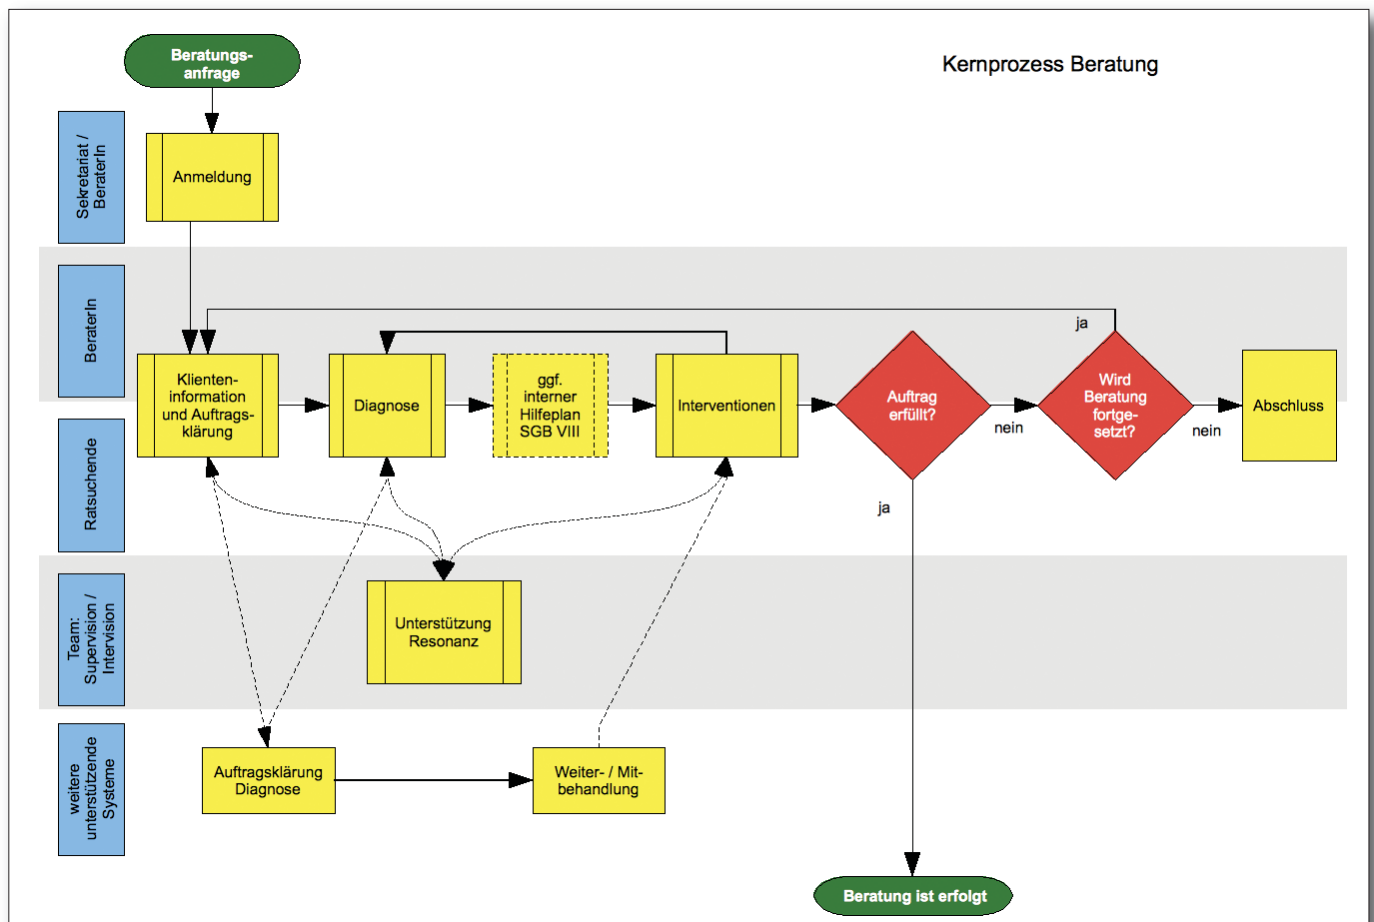 Beratungs-
anfrage
Kernprozess Beratung
Sekretariat /
BeraterIn
Anmeldung
BeraterIn
ja
Klienten-
information
und Auftrags-
klärung
Diagnose
ggf.
interner
Hilfeplan
SGB VIII
Interventionen
Auftrag
erfüllt?
nein
Wird
Beratung
fortge-
setzt?
nein
Abschluss
Ratsuchende
ja
Team:
Supervision /
Intervision
Unterstützung
Resonanz
weitere
unterstützende
Systeme
Auftragsklärung
Diagnose
Weiter- / Mit-
behandlung
Beratung ist erfolgt